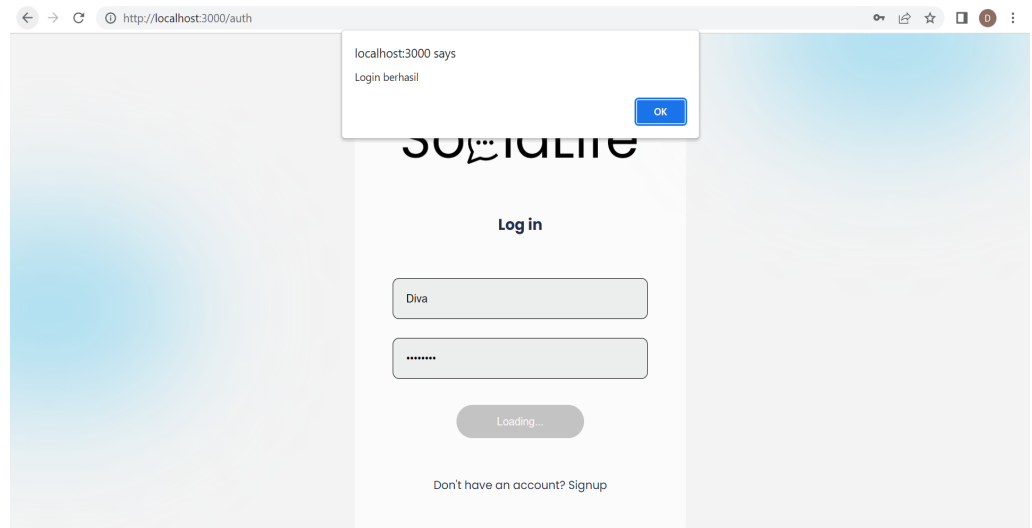 http://localhost:3000/auth
D
localhost:3000 says
Login berhasil
OK
SocialLife
Log in
Diva
••••••••
Loading...
Don't have an account? Signup